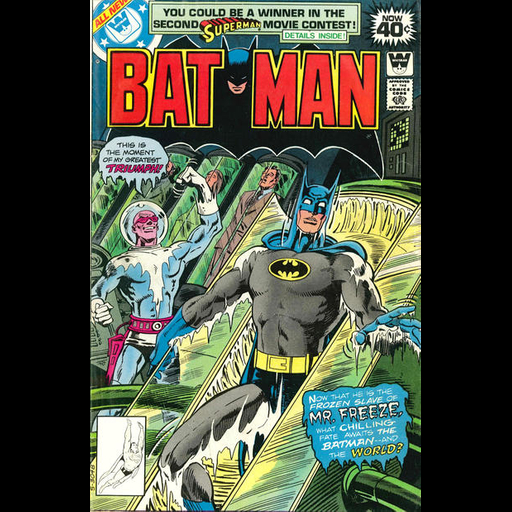 ALL NEW!
YOU COULD BE A WINNER IN THE
SECOND SUPERMAN MOVIE CONTEST!
DETAILS INSIDE!
NOW
40¢
BATMAN
WHITMAN
APPROVED
BY THE
COMICS
CODE
AUTHORITY
THIS IS
THE MOMENT
OF MY GREATEST
TRIUMPH!
NOW THAT HE IS THE
FROZEN SLAVE OF
MR. FREEZE,
WHAT CHILLING
FATE AWAITS THE
BATMAN--AND
THE WORLD?